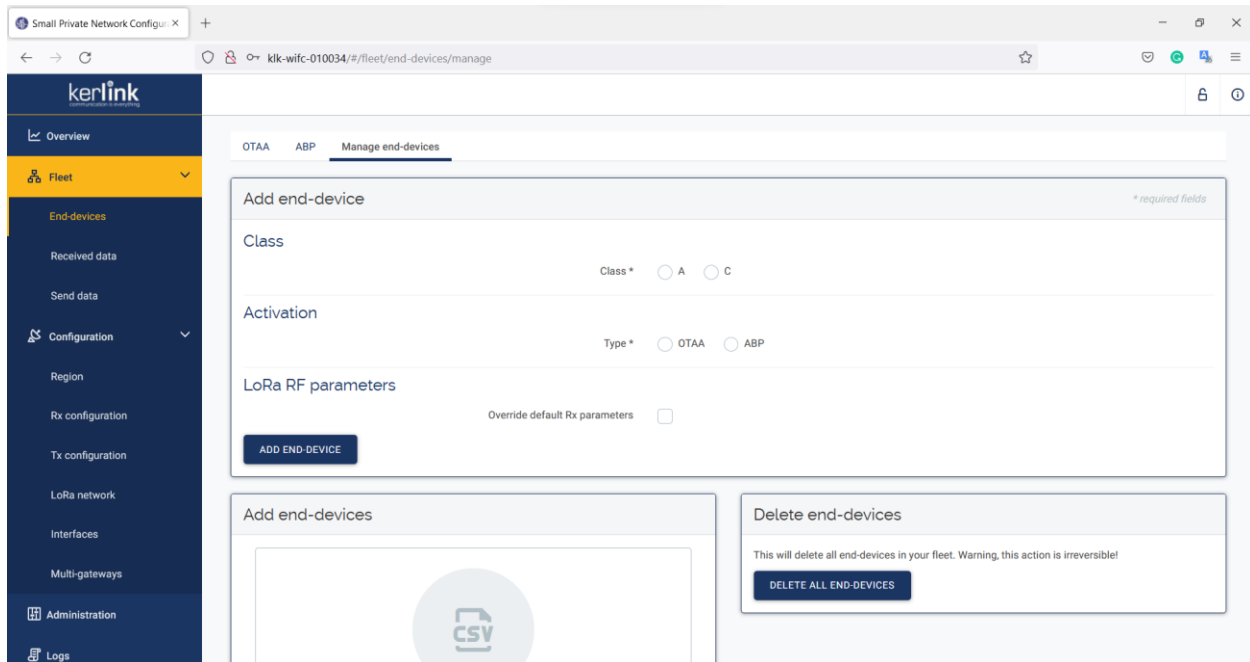 Small Private Network Configur
klk-wifc-010034/#/fleet/end-devices/manage
kerlink
communication is everything
Overview
Fleet
End-devices
Received data
Send data
Configuration
Region
Rx configuration
Tx configuration
LoRa network
Interfaces
Multi-gateways
Administration
Logs
OTAA ABP Manage end-devices
Add end-device * required fields
Class
Class * A C
Activation
Type * OTAA ABP
LoRa RF parameters
Override default Rx parameters
ADD END-DEVICE
Add end-devices
CSV
Delete end-devices
This will delete all end-devices in your fleet. Warning, this action is irreversible!
DELETE ALL END-DEVICES